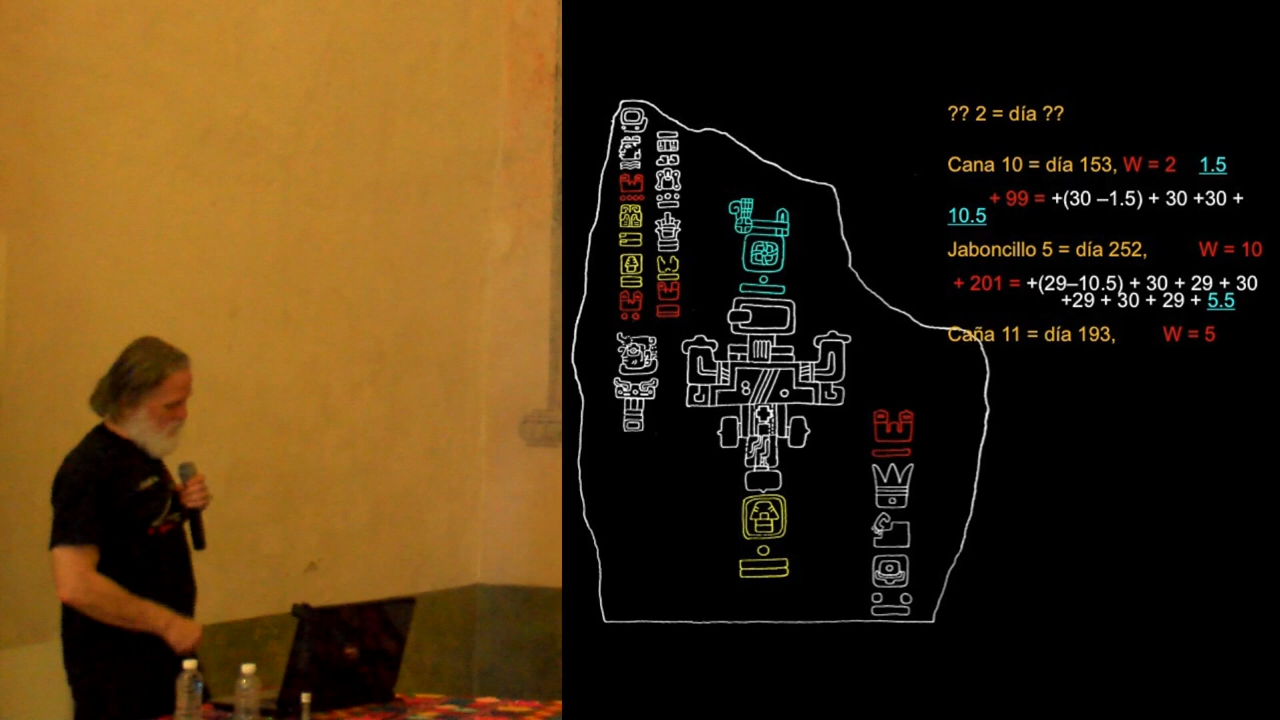 ?? 2 = día ??
Cana 10 = día 153, W = 2 1.5
+ 99 = +(30 –1.5) + 30 +30 +
10.5
Jaboncillo 5 = día 252, W = 10
+ 201 = +(29–10.5) + 30 + 29 + 30
+29 + 30 + 29 + 5.5
Caña 11 = día 193, W = 5